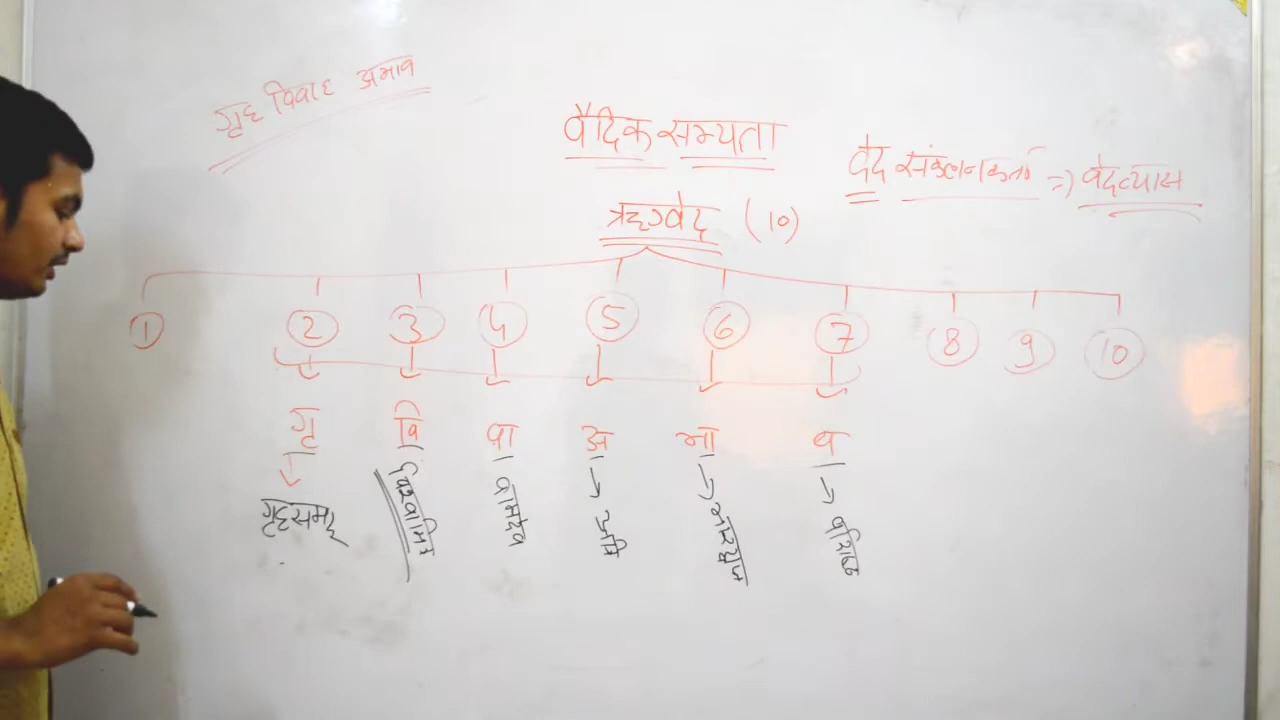 गृह विवाह अभाव
वैदिक सभ्यता
वेद संकलनकर्ता => वेदव्यास
ऋग्वेद (10)
1 2 3 4 5 6 7 8 9 10
गृ वि वा अ भा व
गृहसमद् विश्वामित्र वामदेव अत्रि भारद्वाज वशिष्ठ